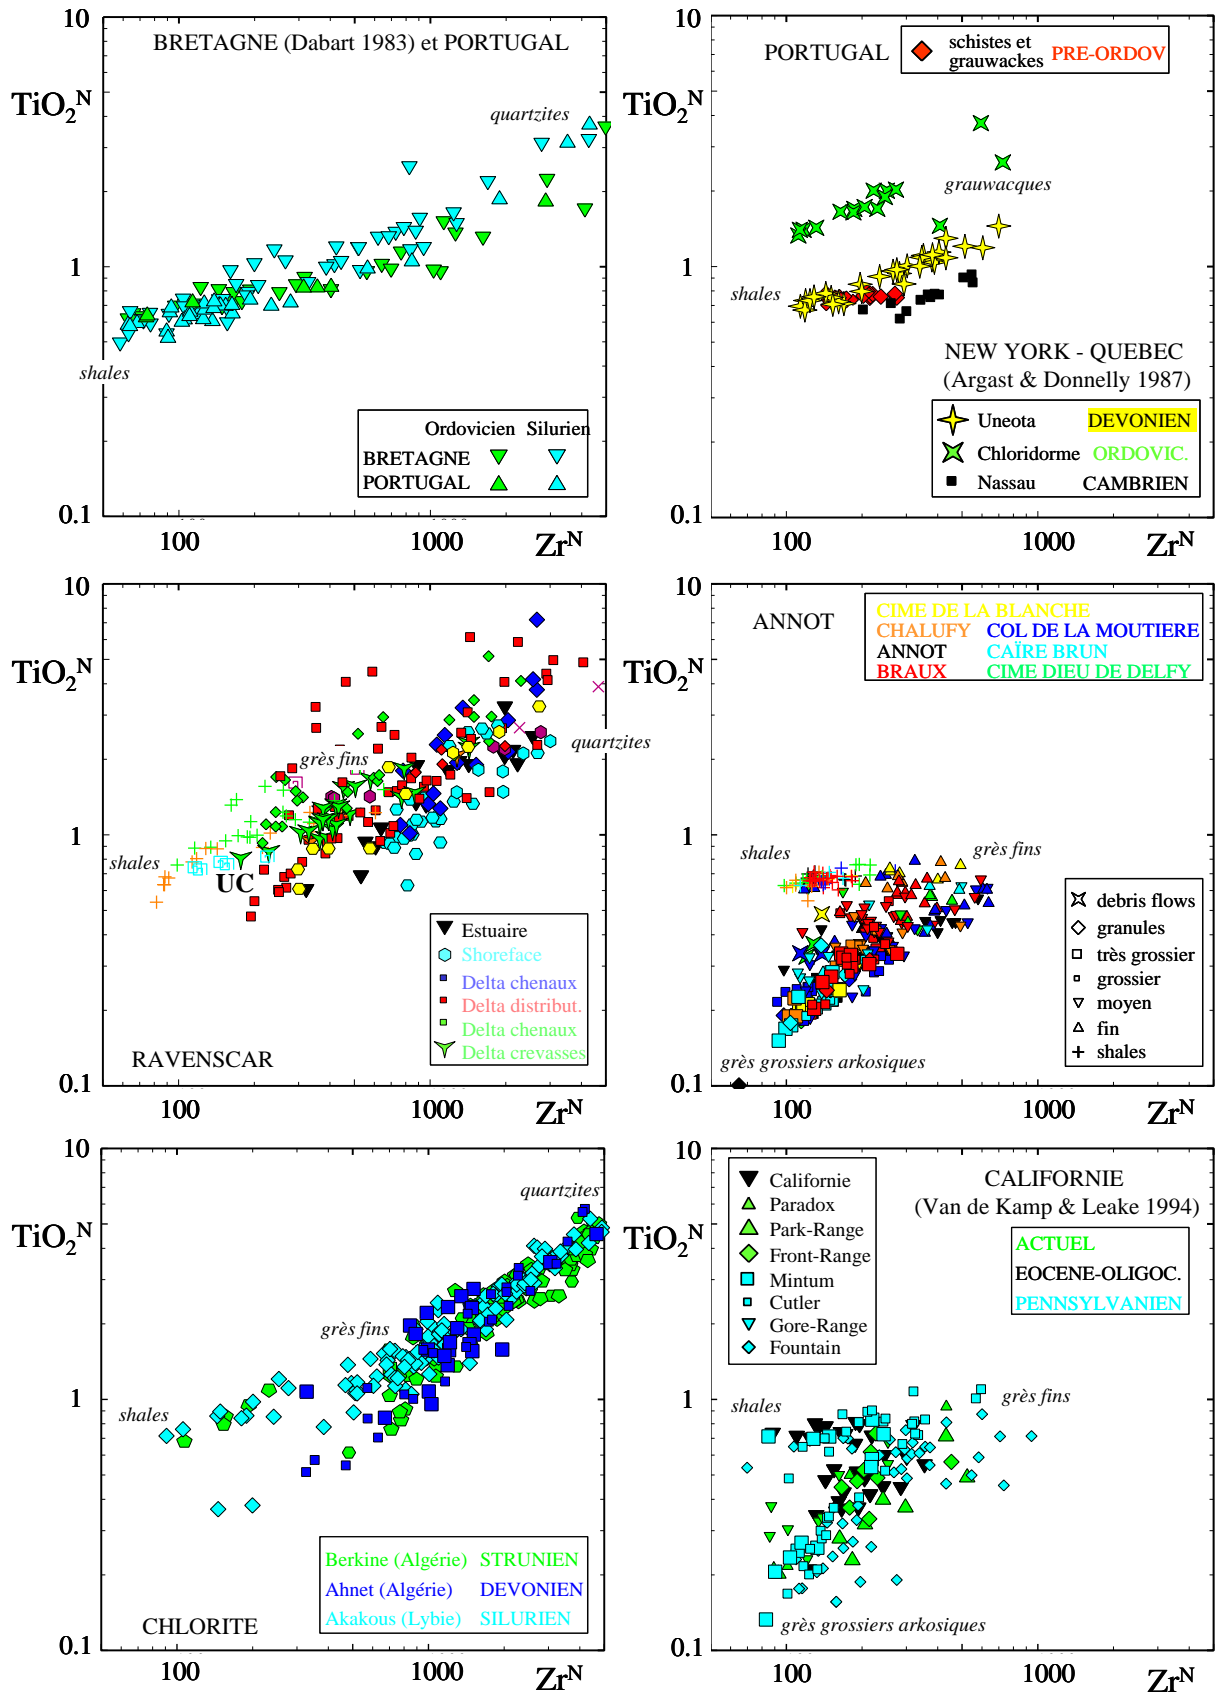 10
BRETAGNE (Dabart 1983) et PORTUGAL
TiO2N
quartzites
1
shales
Ordovicien Silurien
BRETAGNE
PORTUGAL
0.1
100
1000
ZrN
10
PORTUGAL
schistes et
grauwackes PRE-ORDOV
TiO2N
grauwacques
1
shales
NEW YORK - QUEBEC
(Argast & Donnelly 1987)
Uneota DEVONIEN
Chloridorme ORDOVIC.
Nassau CAMBRIEN
0.1
100
1000
ZrN
10
TiO2N
quartzites
grès fins
1
shales
UC
Estuaire
Shoreface
Delta chenaux
Delta distribut.
Delta chenaux
Delta crevasses
RAVENSCAR
0.1
100
1000
ZrN
10
ANNOT
CIME DE LA BLANCHE
CHALUFY COL DE LA MOUTIERE
ANNOT CAÏRE BRUN
BRAUX CIME DIEU DE DELFY
TiO2N
1
shales
grès fins
debris flows
granules
très grossier
grossier
moyen
fin
shales
grès grossiers arkosiques
0.1
100
1000
ZrN
10
quartzites
TiO2N
grès fins
1
shales
Berkine (Algérie) STRUNIEN
Ahnet (Algérie) DEVONIEN
Akakous (Lybie) SILURIEN
CHLORITE
0.1
100
1000
ZrN
10
Californie
Paradox
Park-Range
Front-Range
Mintum
Cutler
Gore-Range
Fountain
CALIFORNIE
(Van de Kamp & Leake 1994)
ACTUEL
EOCENE-OLIGOC.
PENNSYLVANIEN
TiO2N
1
shales
grès fins
grès grossiers arkosiques
0.1
100
1000
ZrN